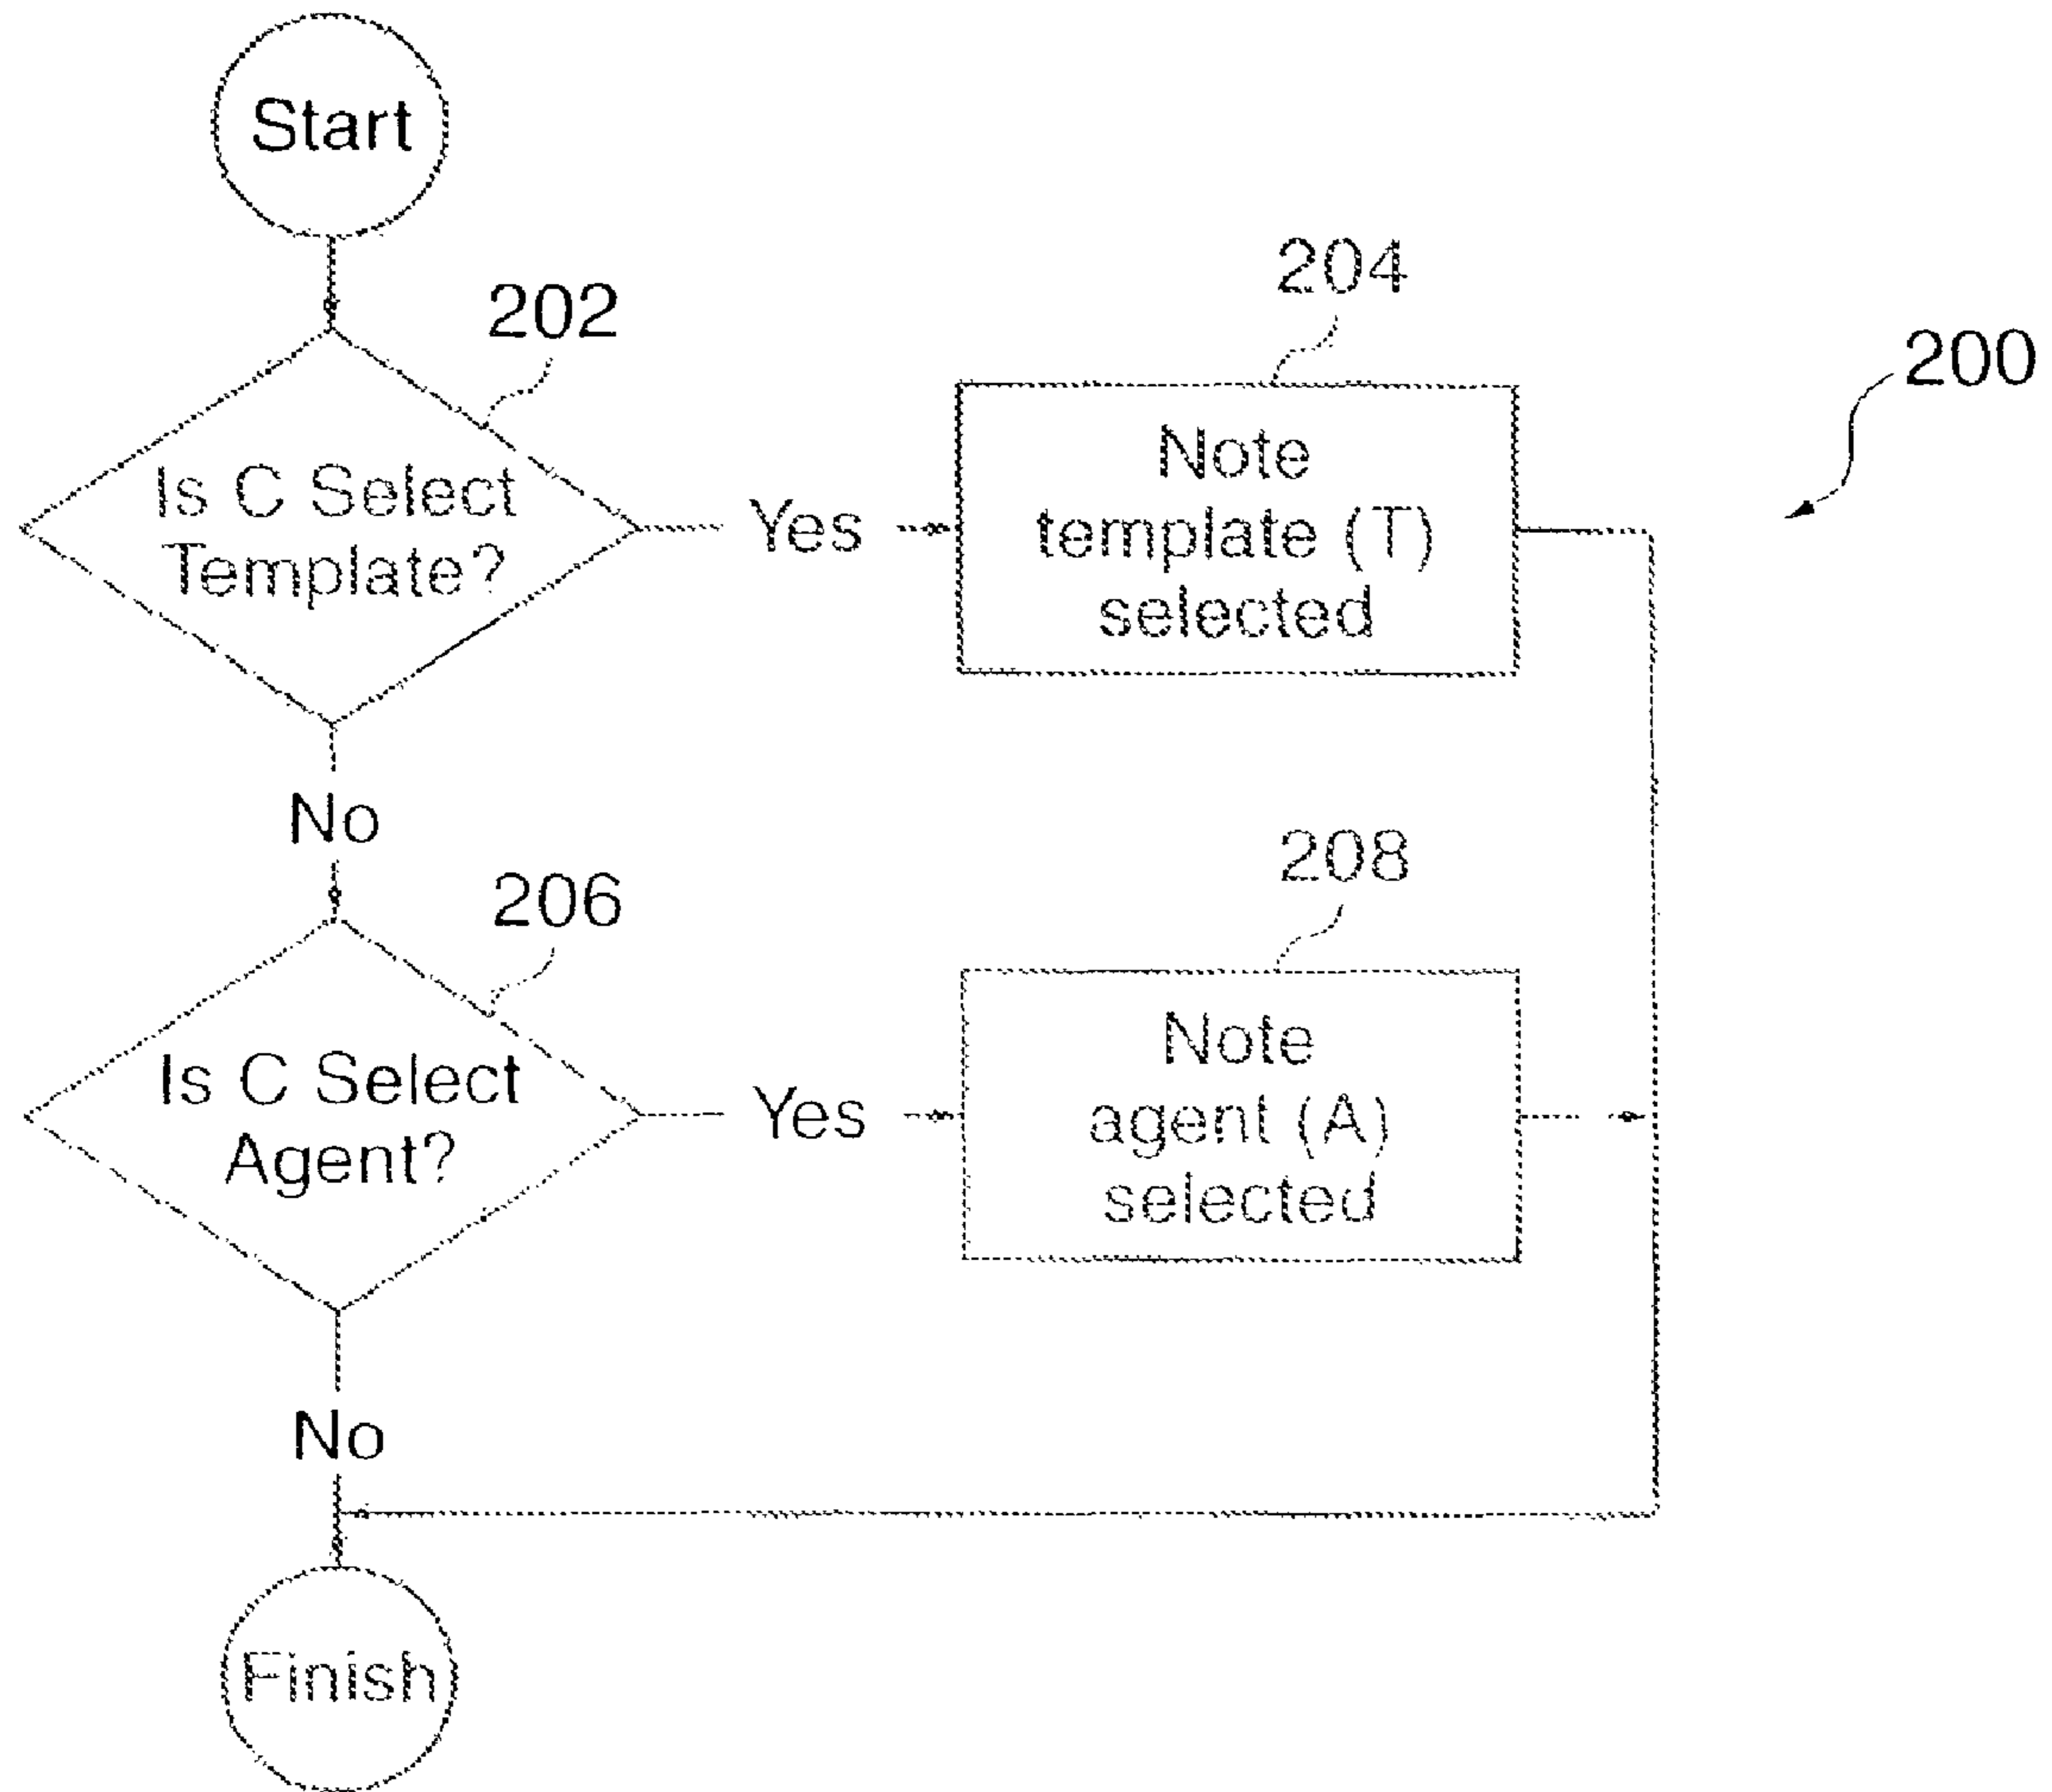 Start
202
Is C Select
Template?
Yes
204
Note
template (T)
selected
200
No
206
Is C Select
Agent?
Yes
208
Note
agent (A)
selected
No
Finish